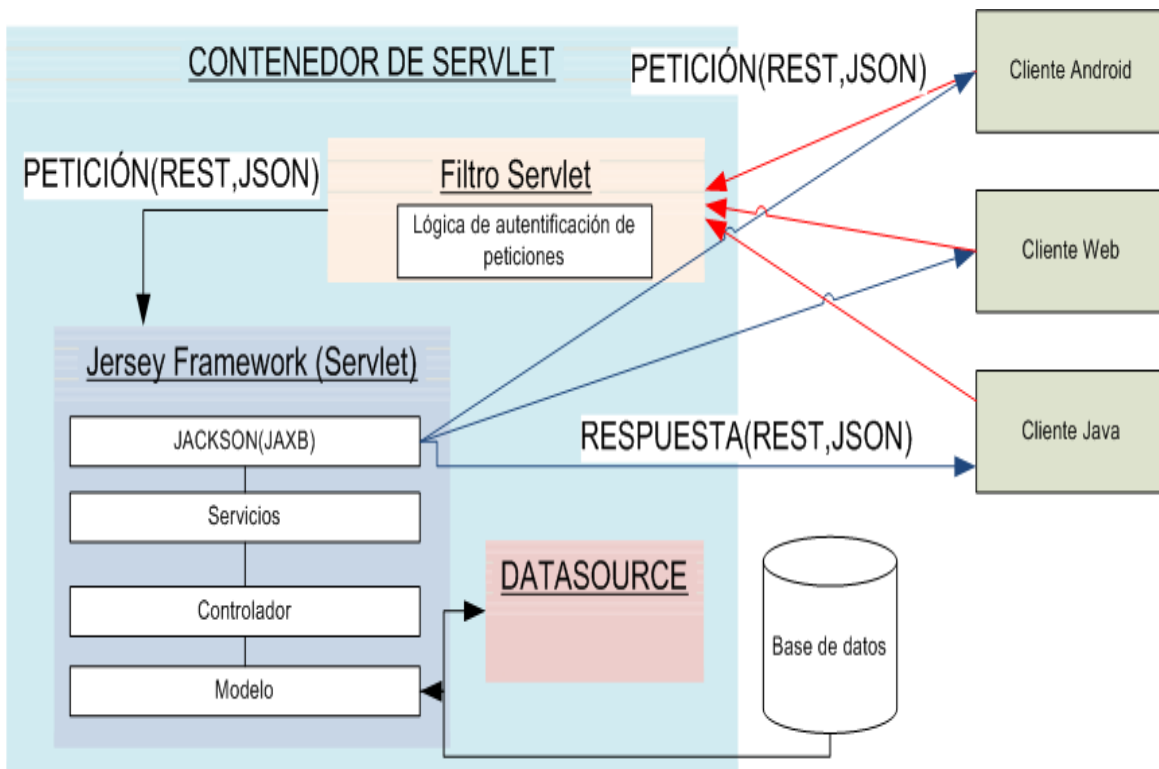 CONTENEDOR DE SERVLET
PETICIÓN(REST,JSON)
Cliente Android
PETICIÓN(REST,JSON)
Filtro Servlet
Lógica de autentificación de
peticiones
Cliente Web
Jersey Framework (Servlet)
JACKSON(JAXB)
RESPUESTA(REST,JSON)
Cliente Java
Servicios
DATASOURCE
Controlador
Base de datos
Modelo